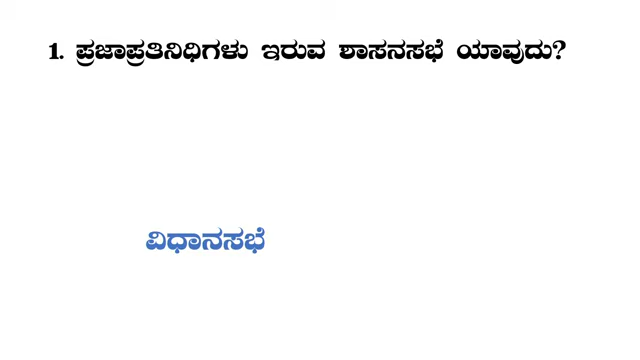 1. ಪ್ರಜಾಪ್ರತಿನಿಧಿಗಳು ಇರುವ ಶಾಸನಸಭೆ ಯಾವುದು?
ವಿಧಾನಸಭೆ